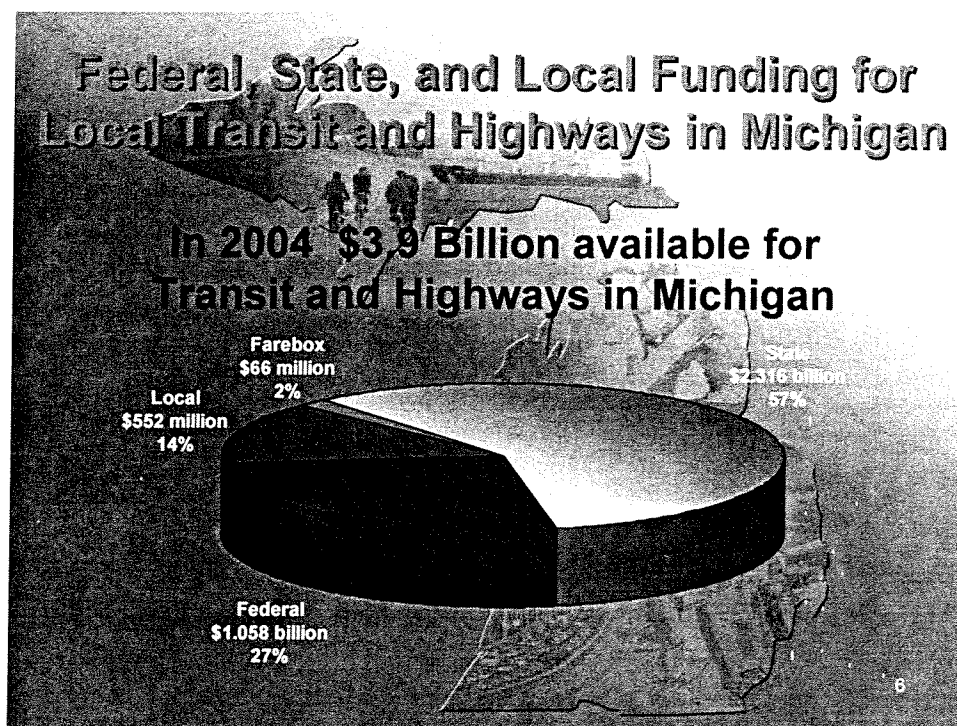 Federal, State, and Local Funding for
Local Transit and Highways in Michigan
In 2004 $3.9 Billion available for
Transit and Highways in Michigan
Farebox
$66 million
2%
State
$2.316 billion
57%
Local
$552 million
14%
Federal
$1.058 billion
27%
6